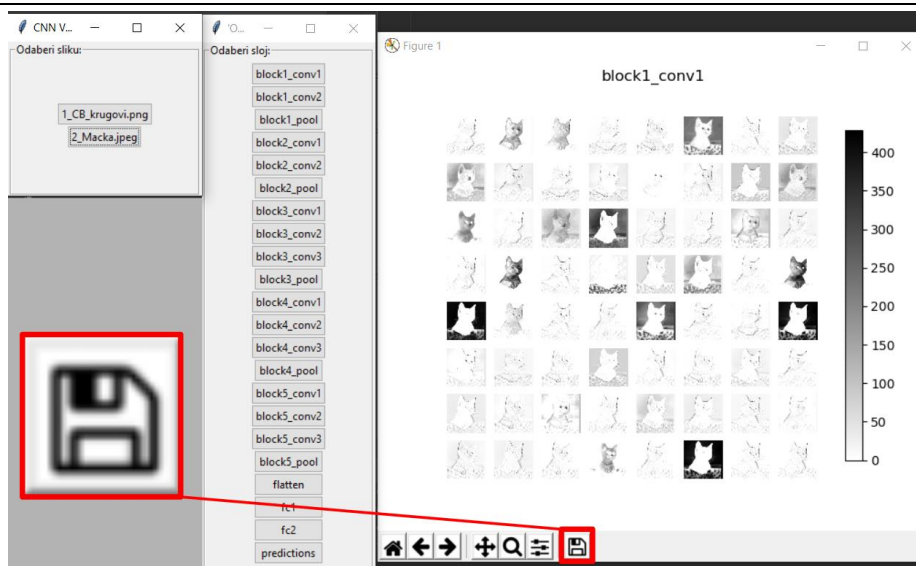 CNN V...
Odaberi sliku:
1_CB_krugovi.png
2_Macka.jpeg
'O...
Odaberi sloj:
block1_conv1
block1_conv2
block1_pool
block2_conv1
block2_conv2
block2_pool
block3_conv1
block3_conv2
block3_conv3
block3_pool
block4_conv1
block4_conv2
block4_conv3
block4_pool
block5_conv1
block5_conv2
block5_conv3
block5_pool
flatten
fc1
fc2
predictions
Figure 1
block1_conv1
400
350
300
250
200
150
100
50
0